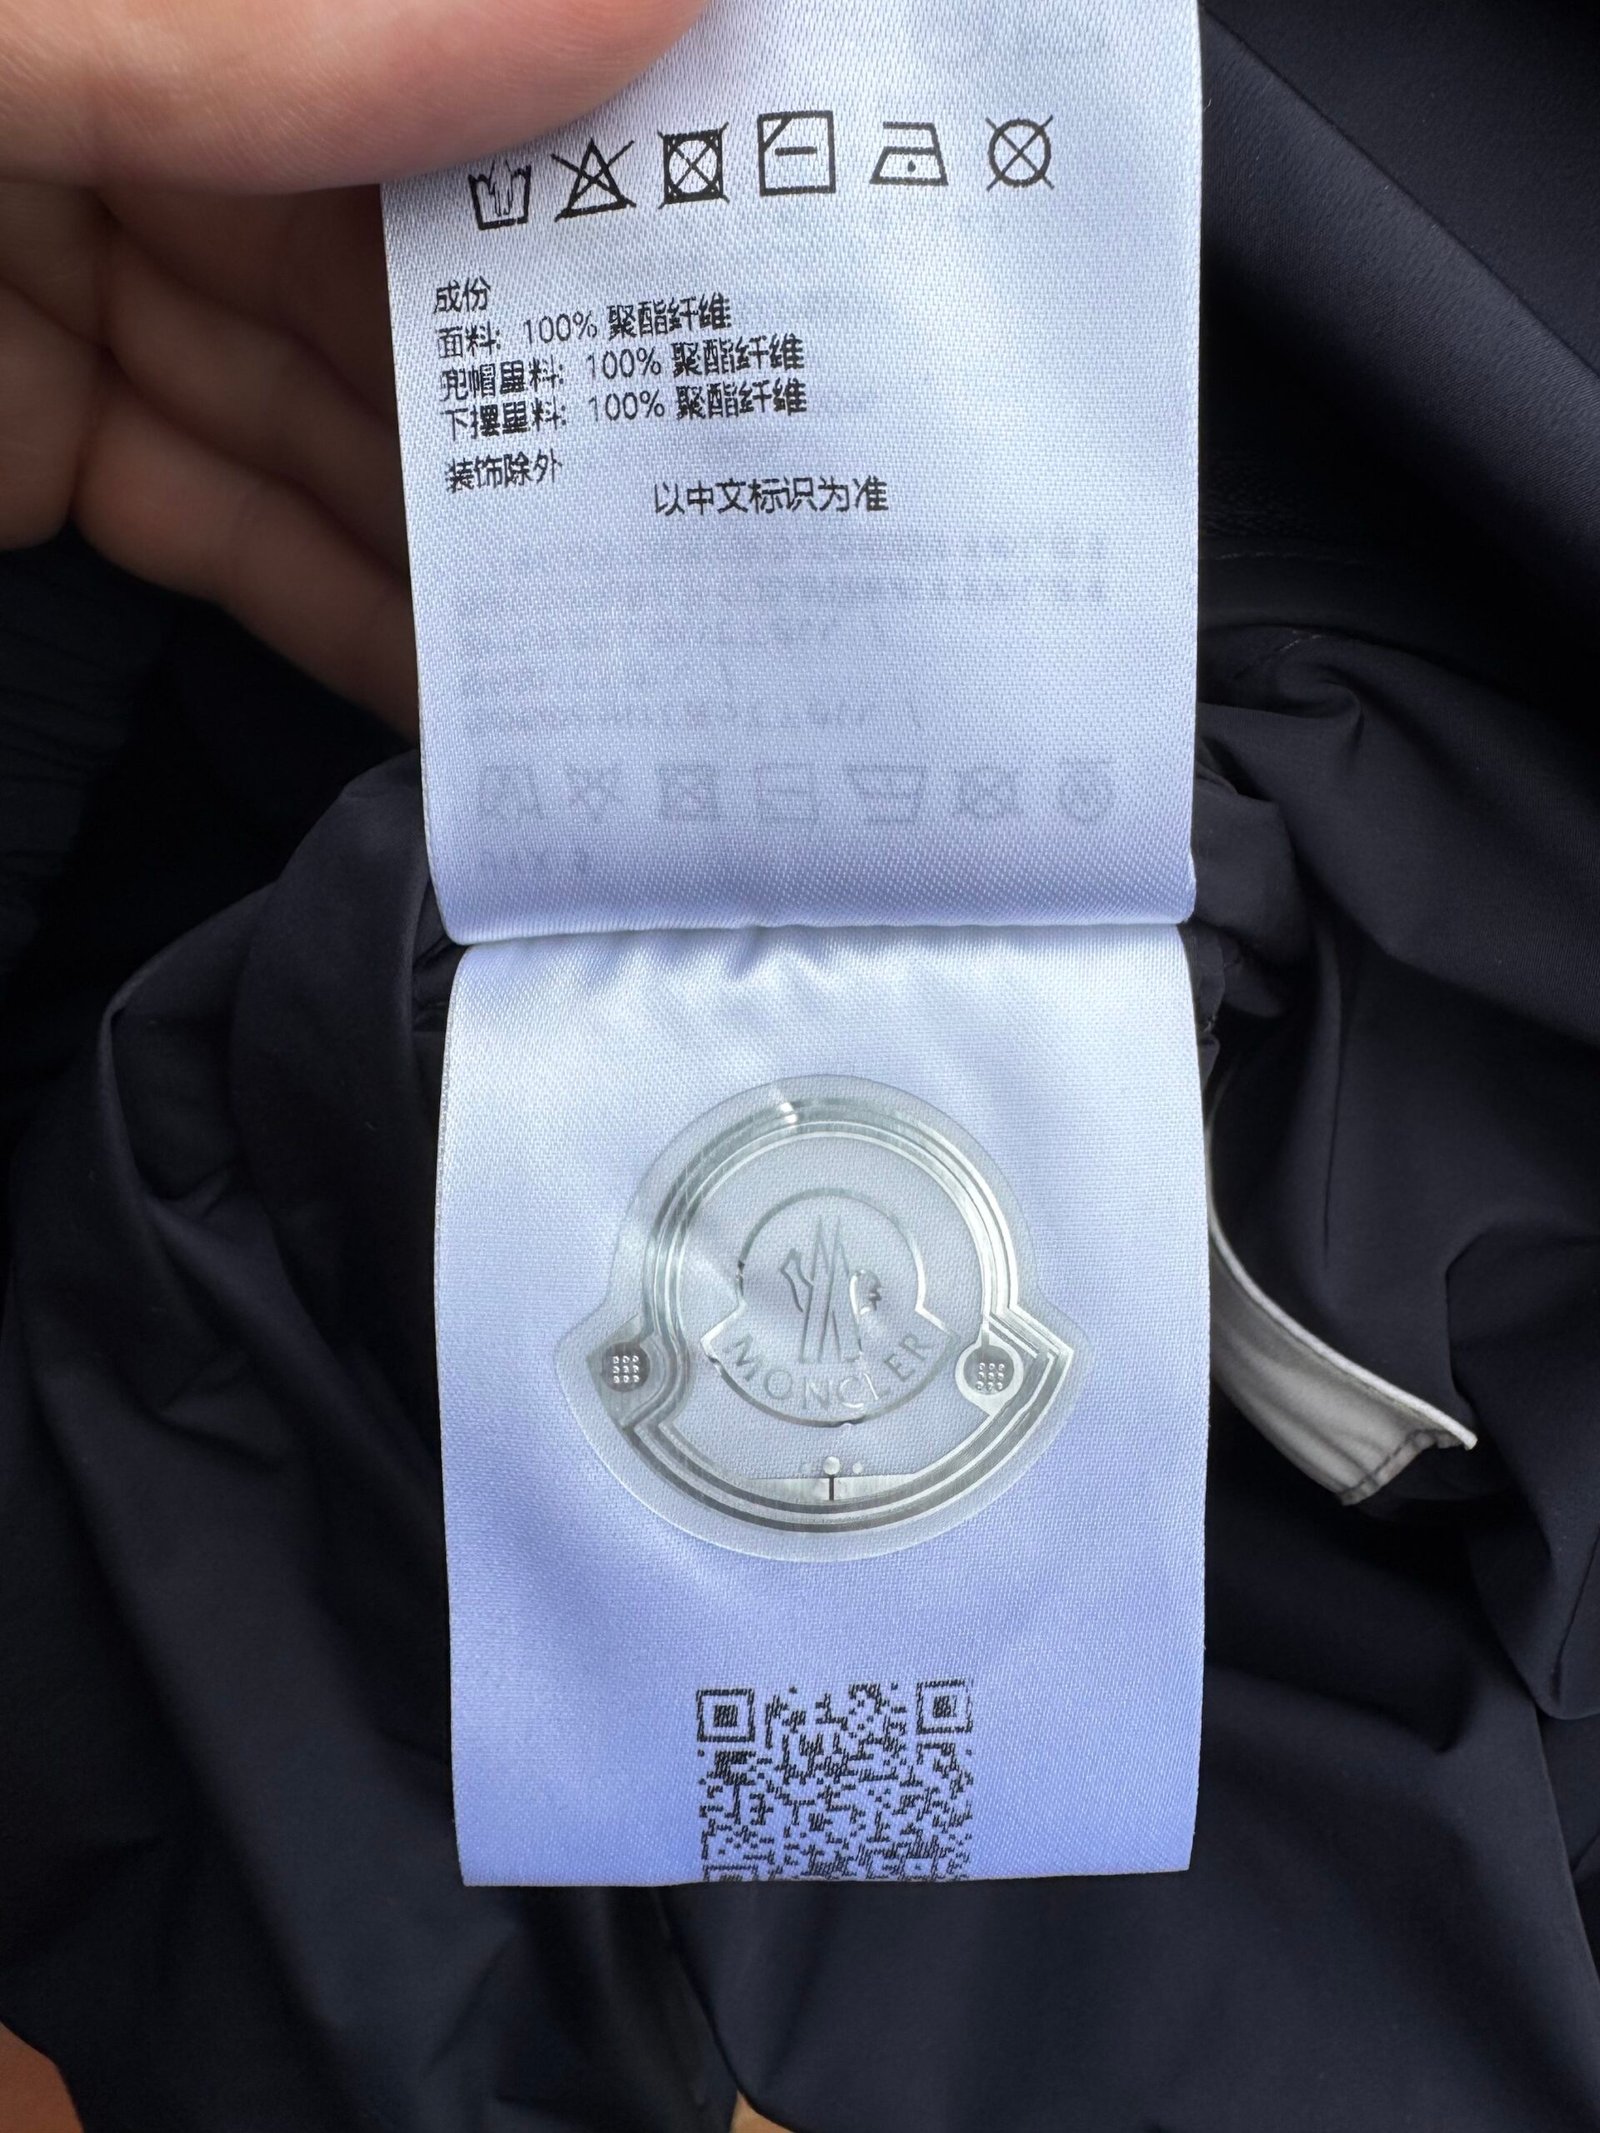 成份
面料: 100% 聚酯纤维
兜帽里料: 100% 聚酯纤维
下摆里料: 100% 聚酯纤维
装饰除外
以中文标识为准
MONCLER